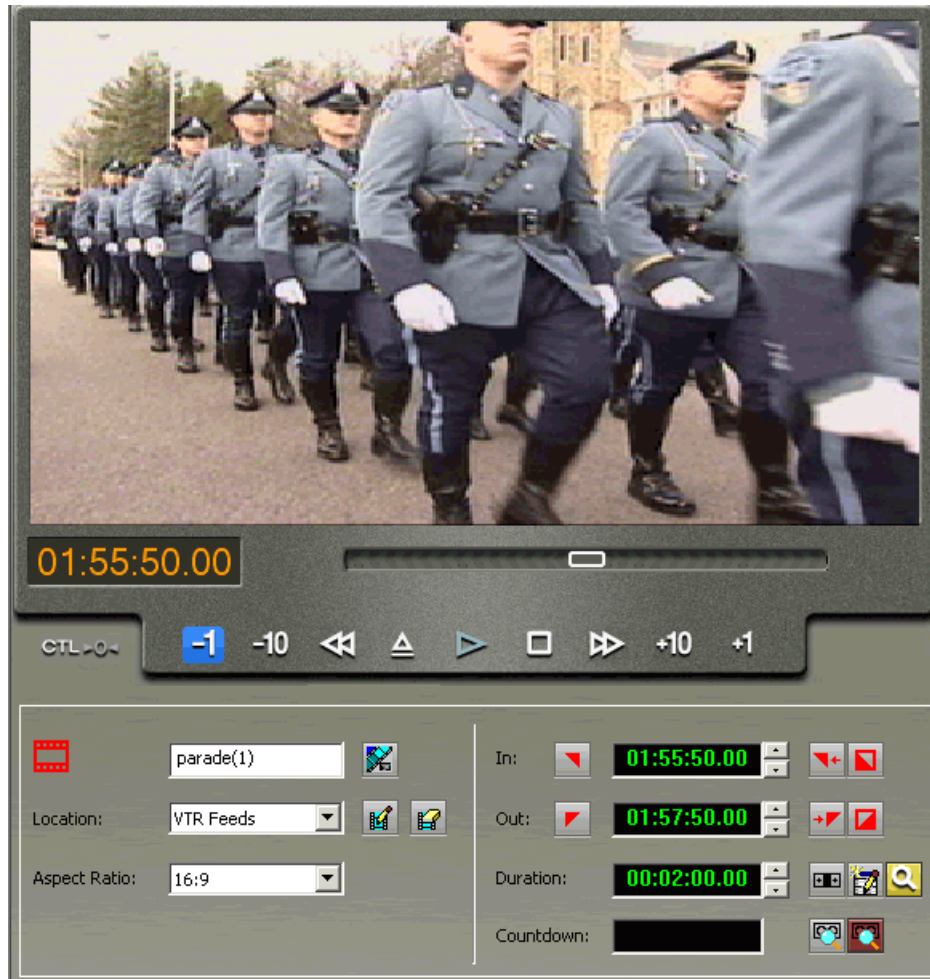 01:55:50.00
CTL ▸0◂ -1 -10 +10 +1
parade(1)
Location: VTR Feeds
Aspect Ratio: 16:9
In: 01:55:50.00
Out: 01:57:50.00
Duration: 00:02:00.00
Countdown: